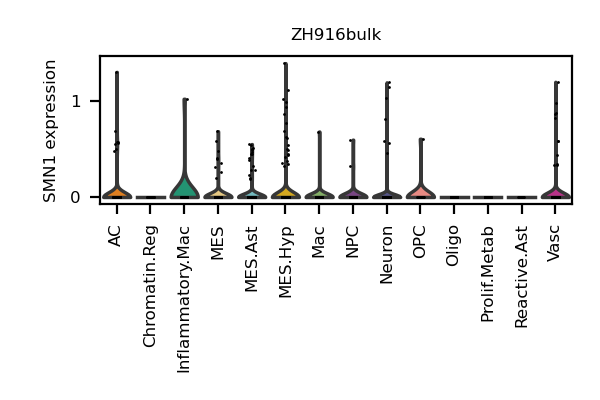 ZH916bulk
SMN1 expression
1
0
AC
Chromatin.Reg
Inflammatory.Mac
MES
MES.Ast
MES.Hyp
Mac
NPC
Neuron
OPC
Oligo
Prolif.Metab
Reactive.Ast
Vasc